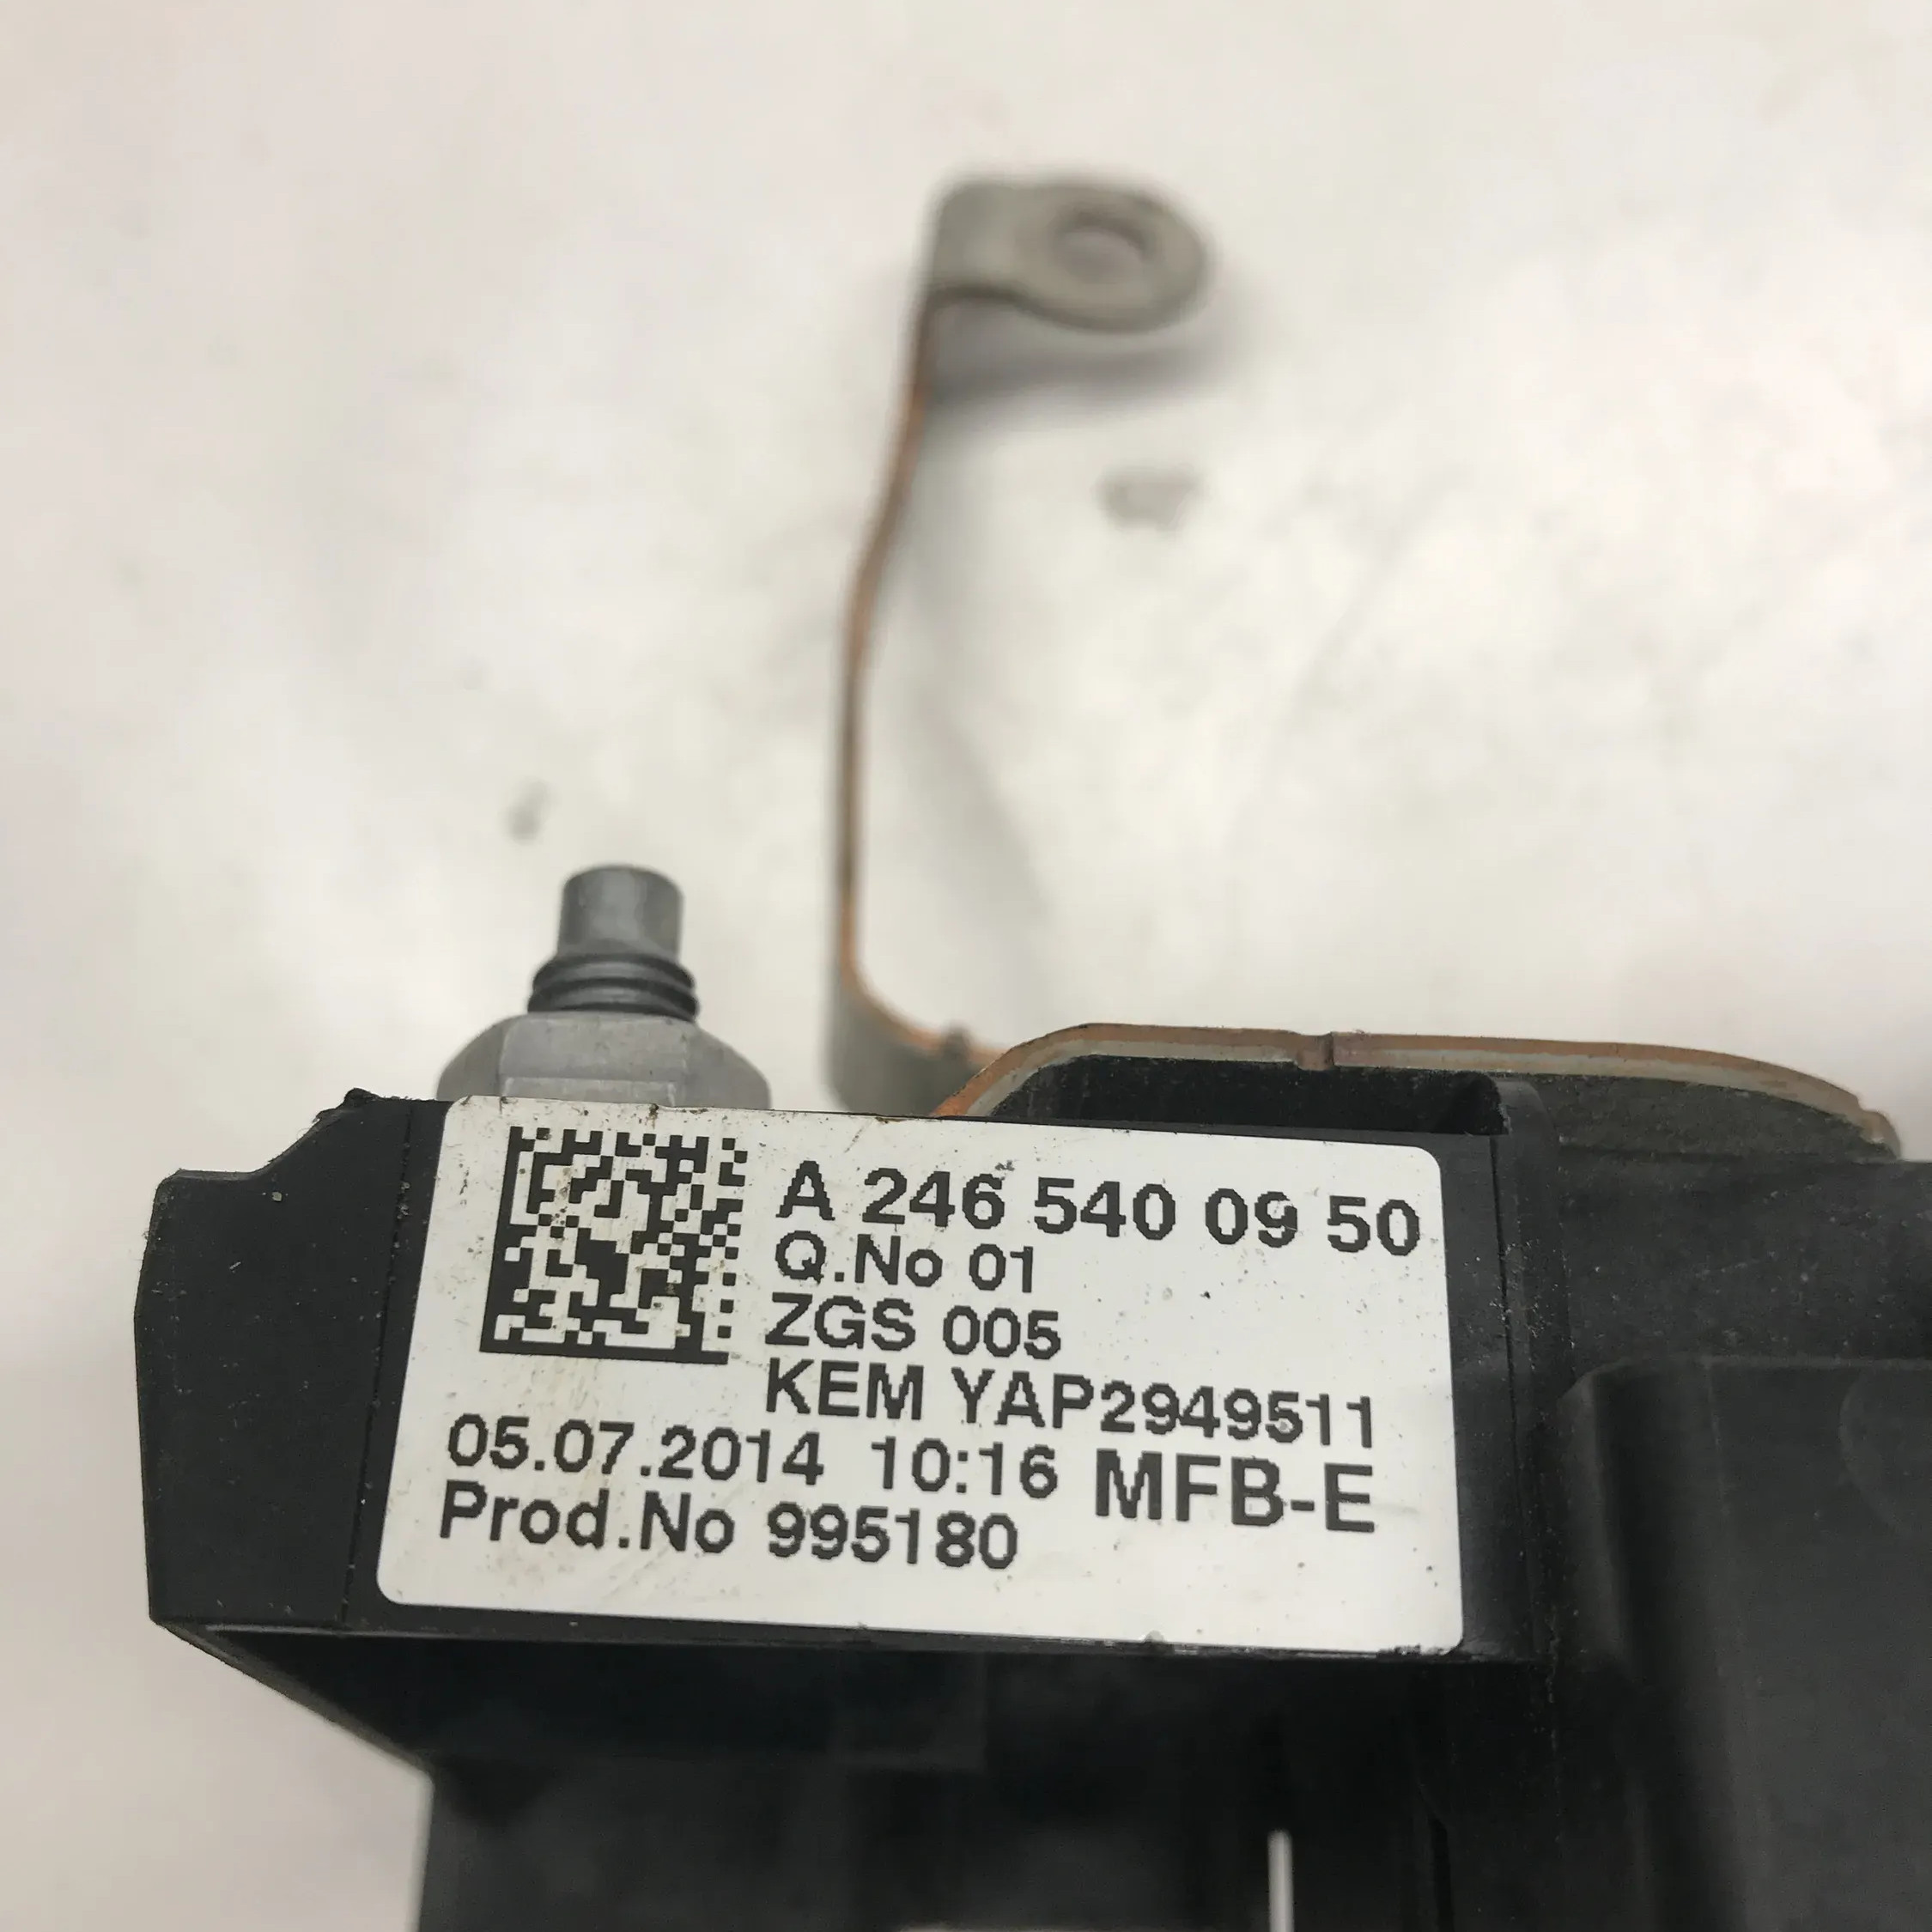 A 246 540 09 50
Q.No 01
ZGS 005
KEM YAP2949511
05.07.2014 10:16 MFB-E
Prod.No 995180